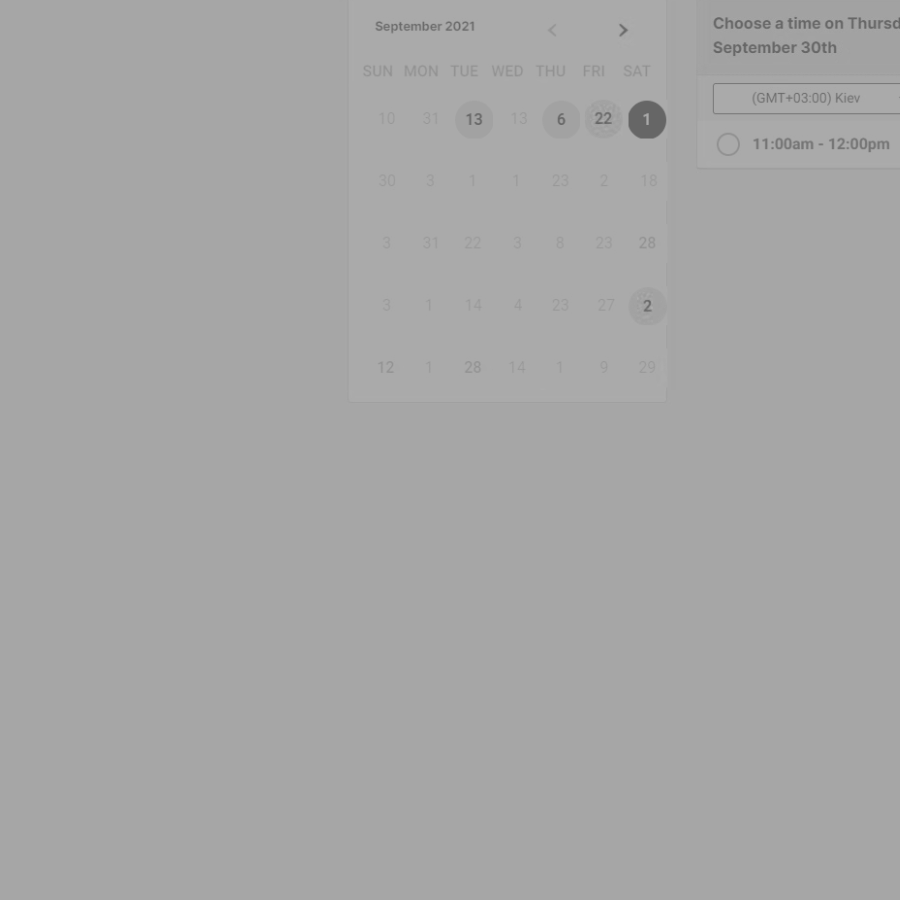 September 2021
SUN MON TUE WED THU FRI SAT
10 31 13 13 6 22 1
30 3 1 1 23 2 18
3 31 22 3 8 23 28
3 1 14 4 23 27 2
12 1 28 14 1 9 29
Choose a time on Thursd
September 30th
(GMT+03:00) Kiev
11:00am - 12:00pm